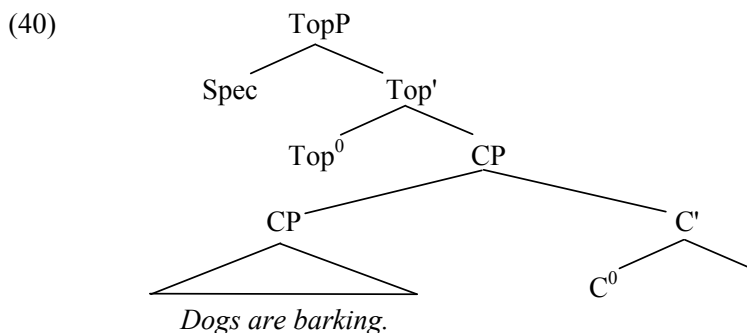 (40) TopP
Spec Top'
Top⁰ CP
CP C'
C⁰
Dogs are barking.